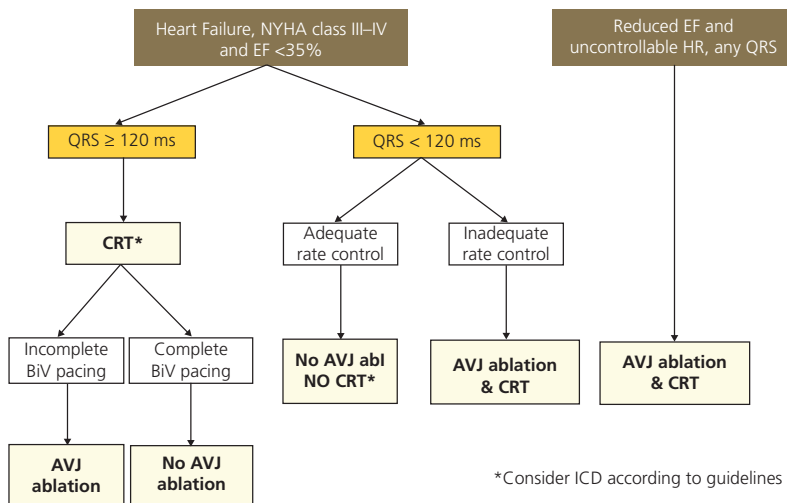 Heart Failure, NYHA class III–IV
and EF <35%
Reduced EF and
uncontrollable HR, any QRS
QRS ≥ 120 ms
QRS < 120 ms
CRT*
Adequate
rate control
Inadequate
rate control
Incomplete
BiV pacing
Complete
BiV pacing
No AVJ abl
NO CRT*
AVJ ablation
& CRT
AVJ ablation
& CRT
AVJ
ablation
No AVJ
ablation
*Consider ICD according to guidelines